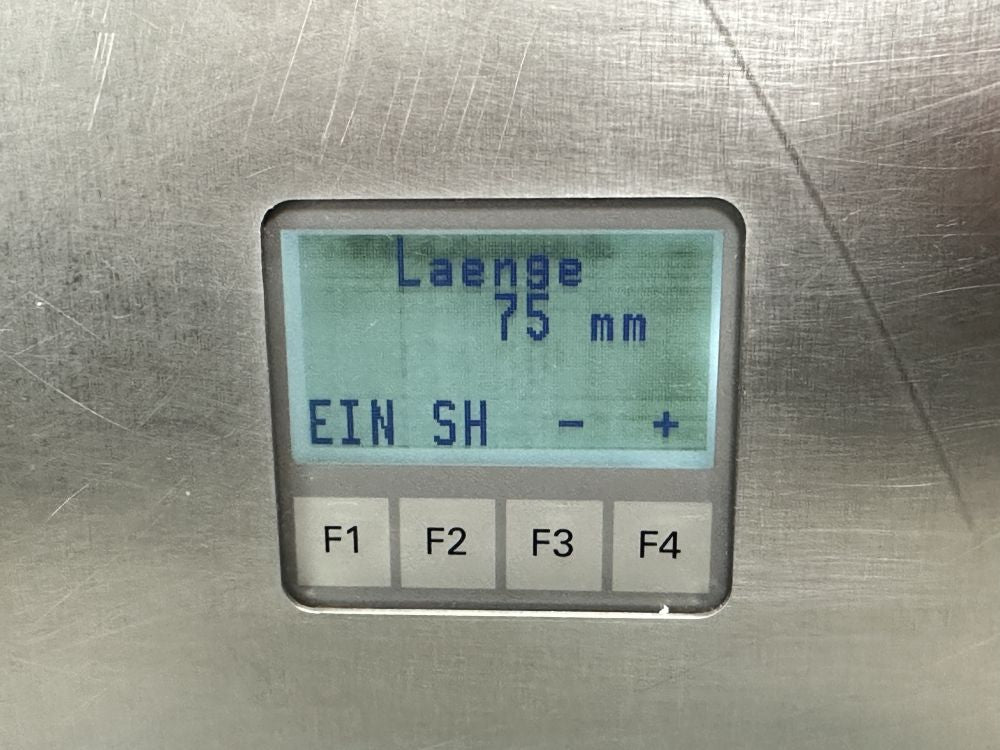 Laenge
75 mm
EIN SH - +
F1 F2 F3 F4